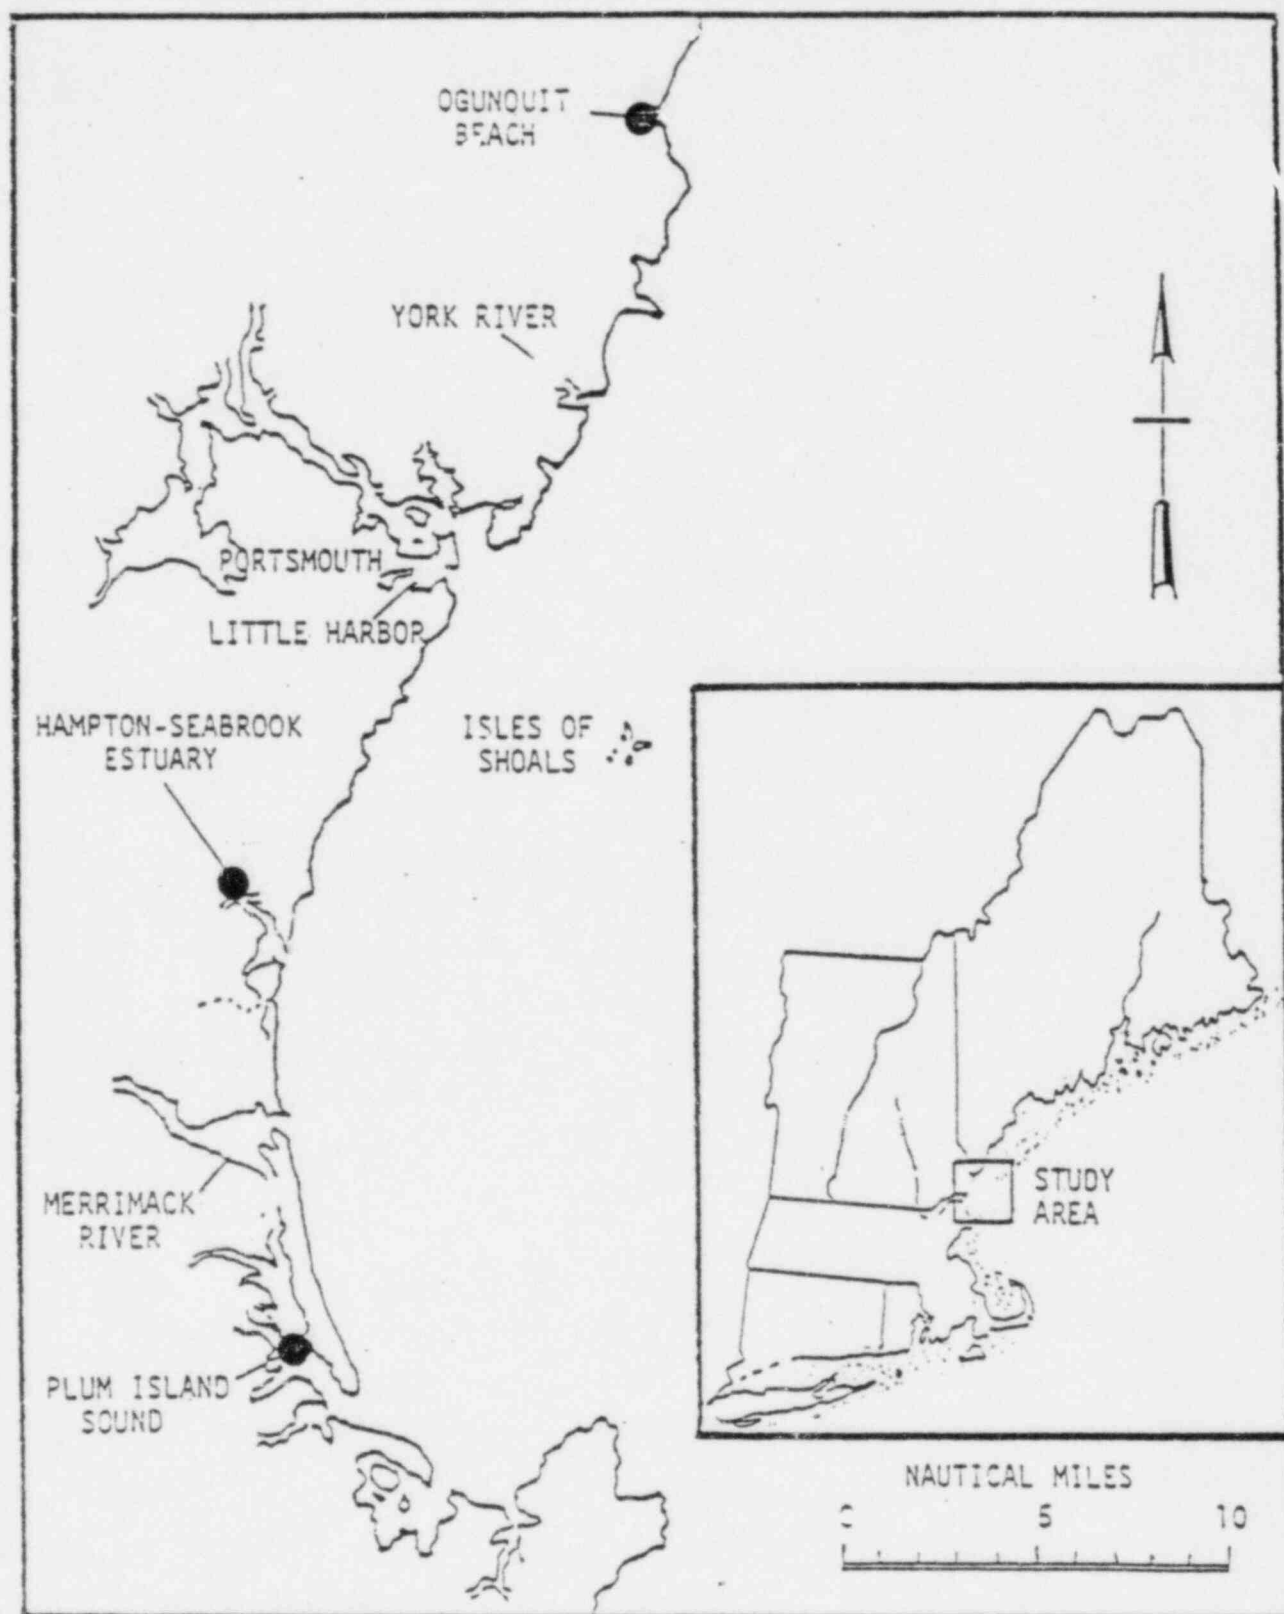 OGUNQUIT
BEACH
YORK RIVER
PORTSMOUTH
LITTLE HARBOR
HAMPTON-SEABROOK
ESTUARY
ISLES OF
SHOALS
MERRIMACK
RIVER
STUDY
AREA
PLUM ISLAND
SOUND
NAUTICAL MILES
0 5 10